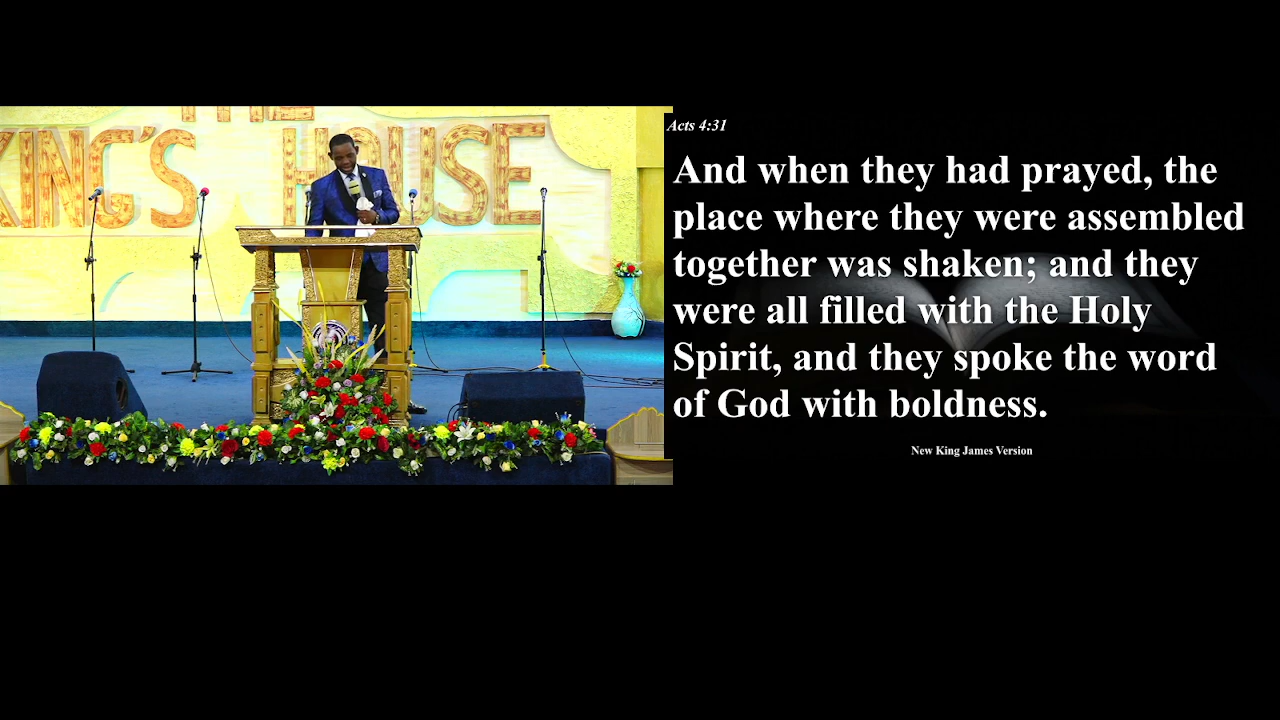 THE
KING'S HOUSE
Acts 4:31
And when they had prayed, the
place where they were assembled
together was shaken; and they
were all filled with the Holy
Spirit, and they spoke the word
of God with boldness.
New King James Version